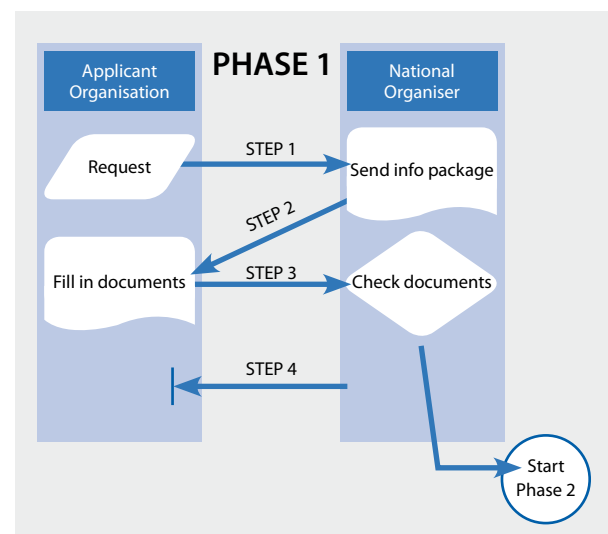 PHASE 1
Applicant
Organisation
National
Organiser
Request
STEP 1
Send info package
STEP 2
Fill in documents
STEP 3
Check documents
STEP 4
Start
Phase 2